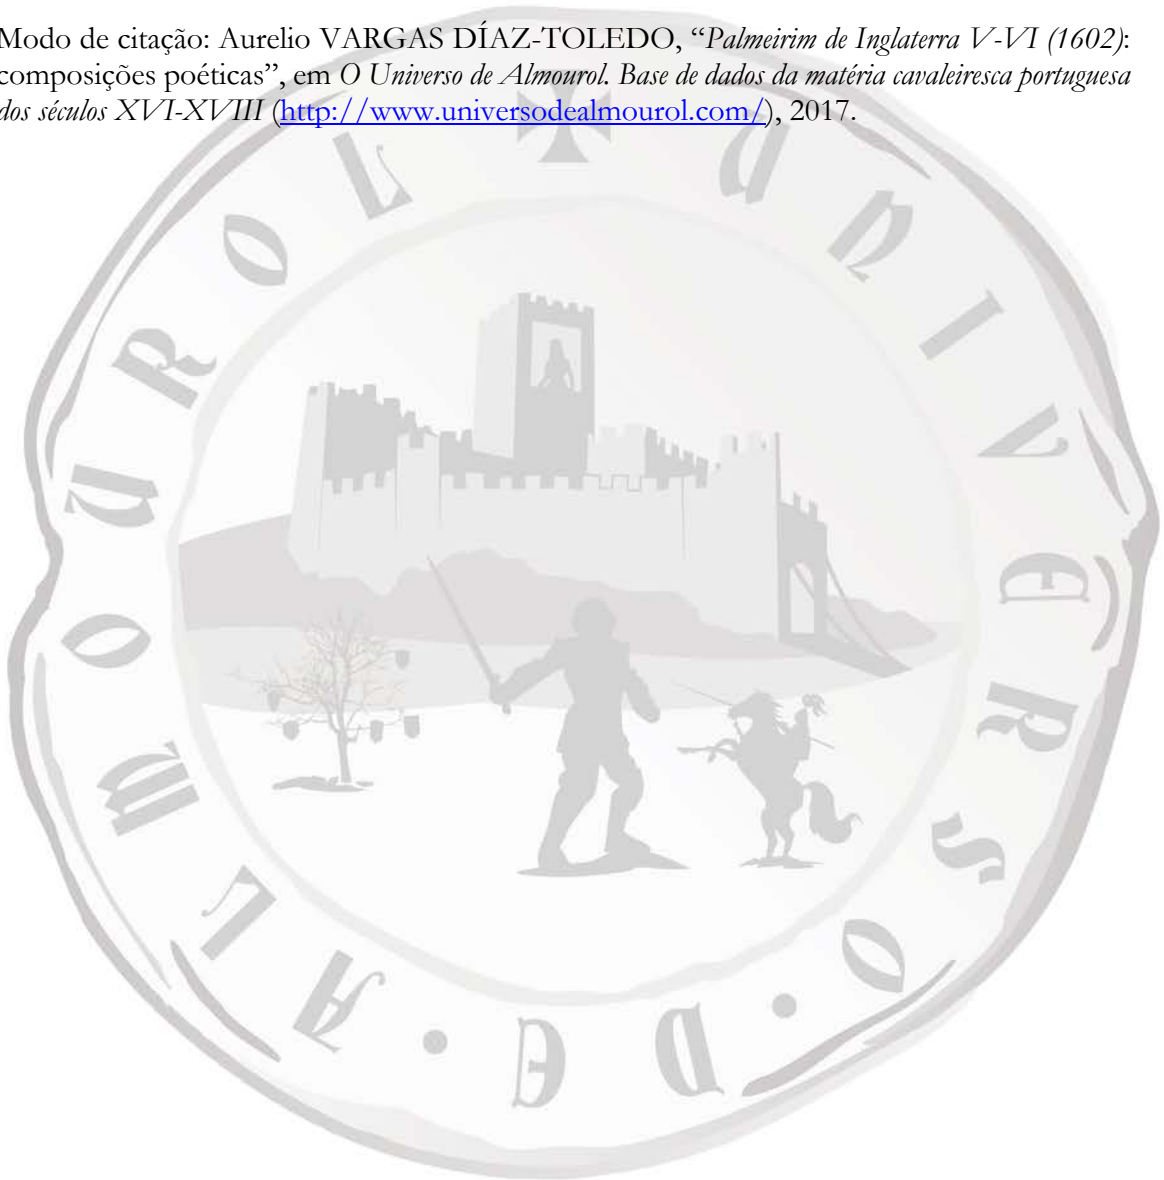 Modo de citação: Aurelio VARGAS DÍAZ-TOLEDO, “Palmeirim de Inglaterra V-VI (1602):
composições poéticas”, em O Universo de Almourol. Base de dados da matéria cavaleiresca portuguesa
dos séculos XVI-XVIII (http://www.universodealmourol.com/), 2017.
UNIVERSO · DE · ALMOUROL